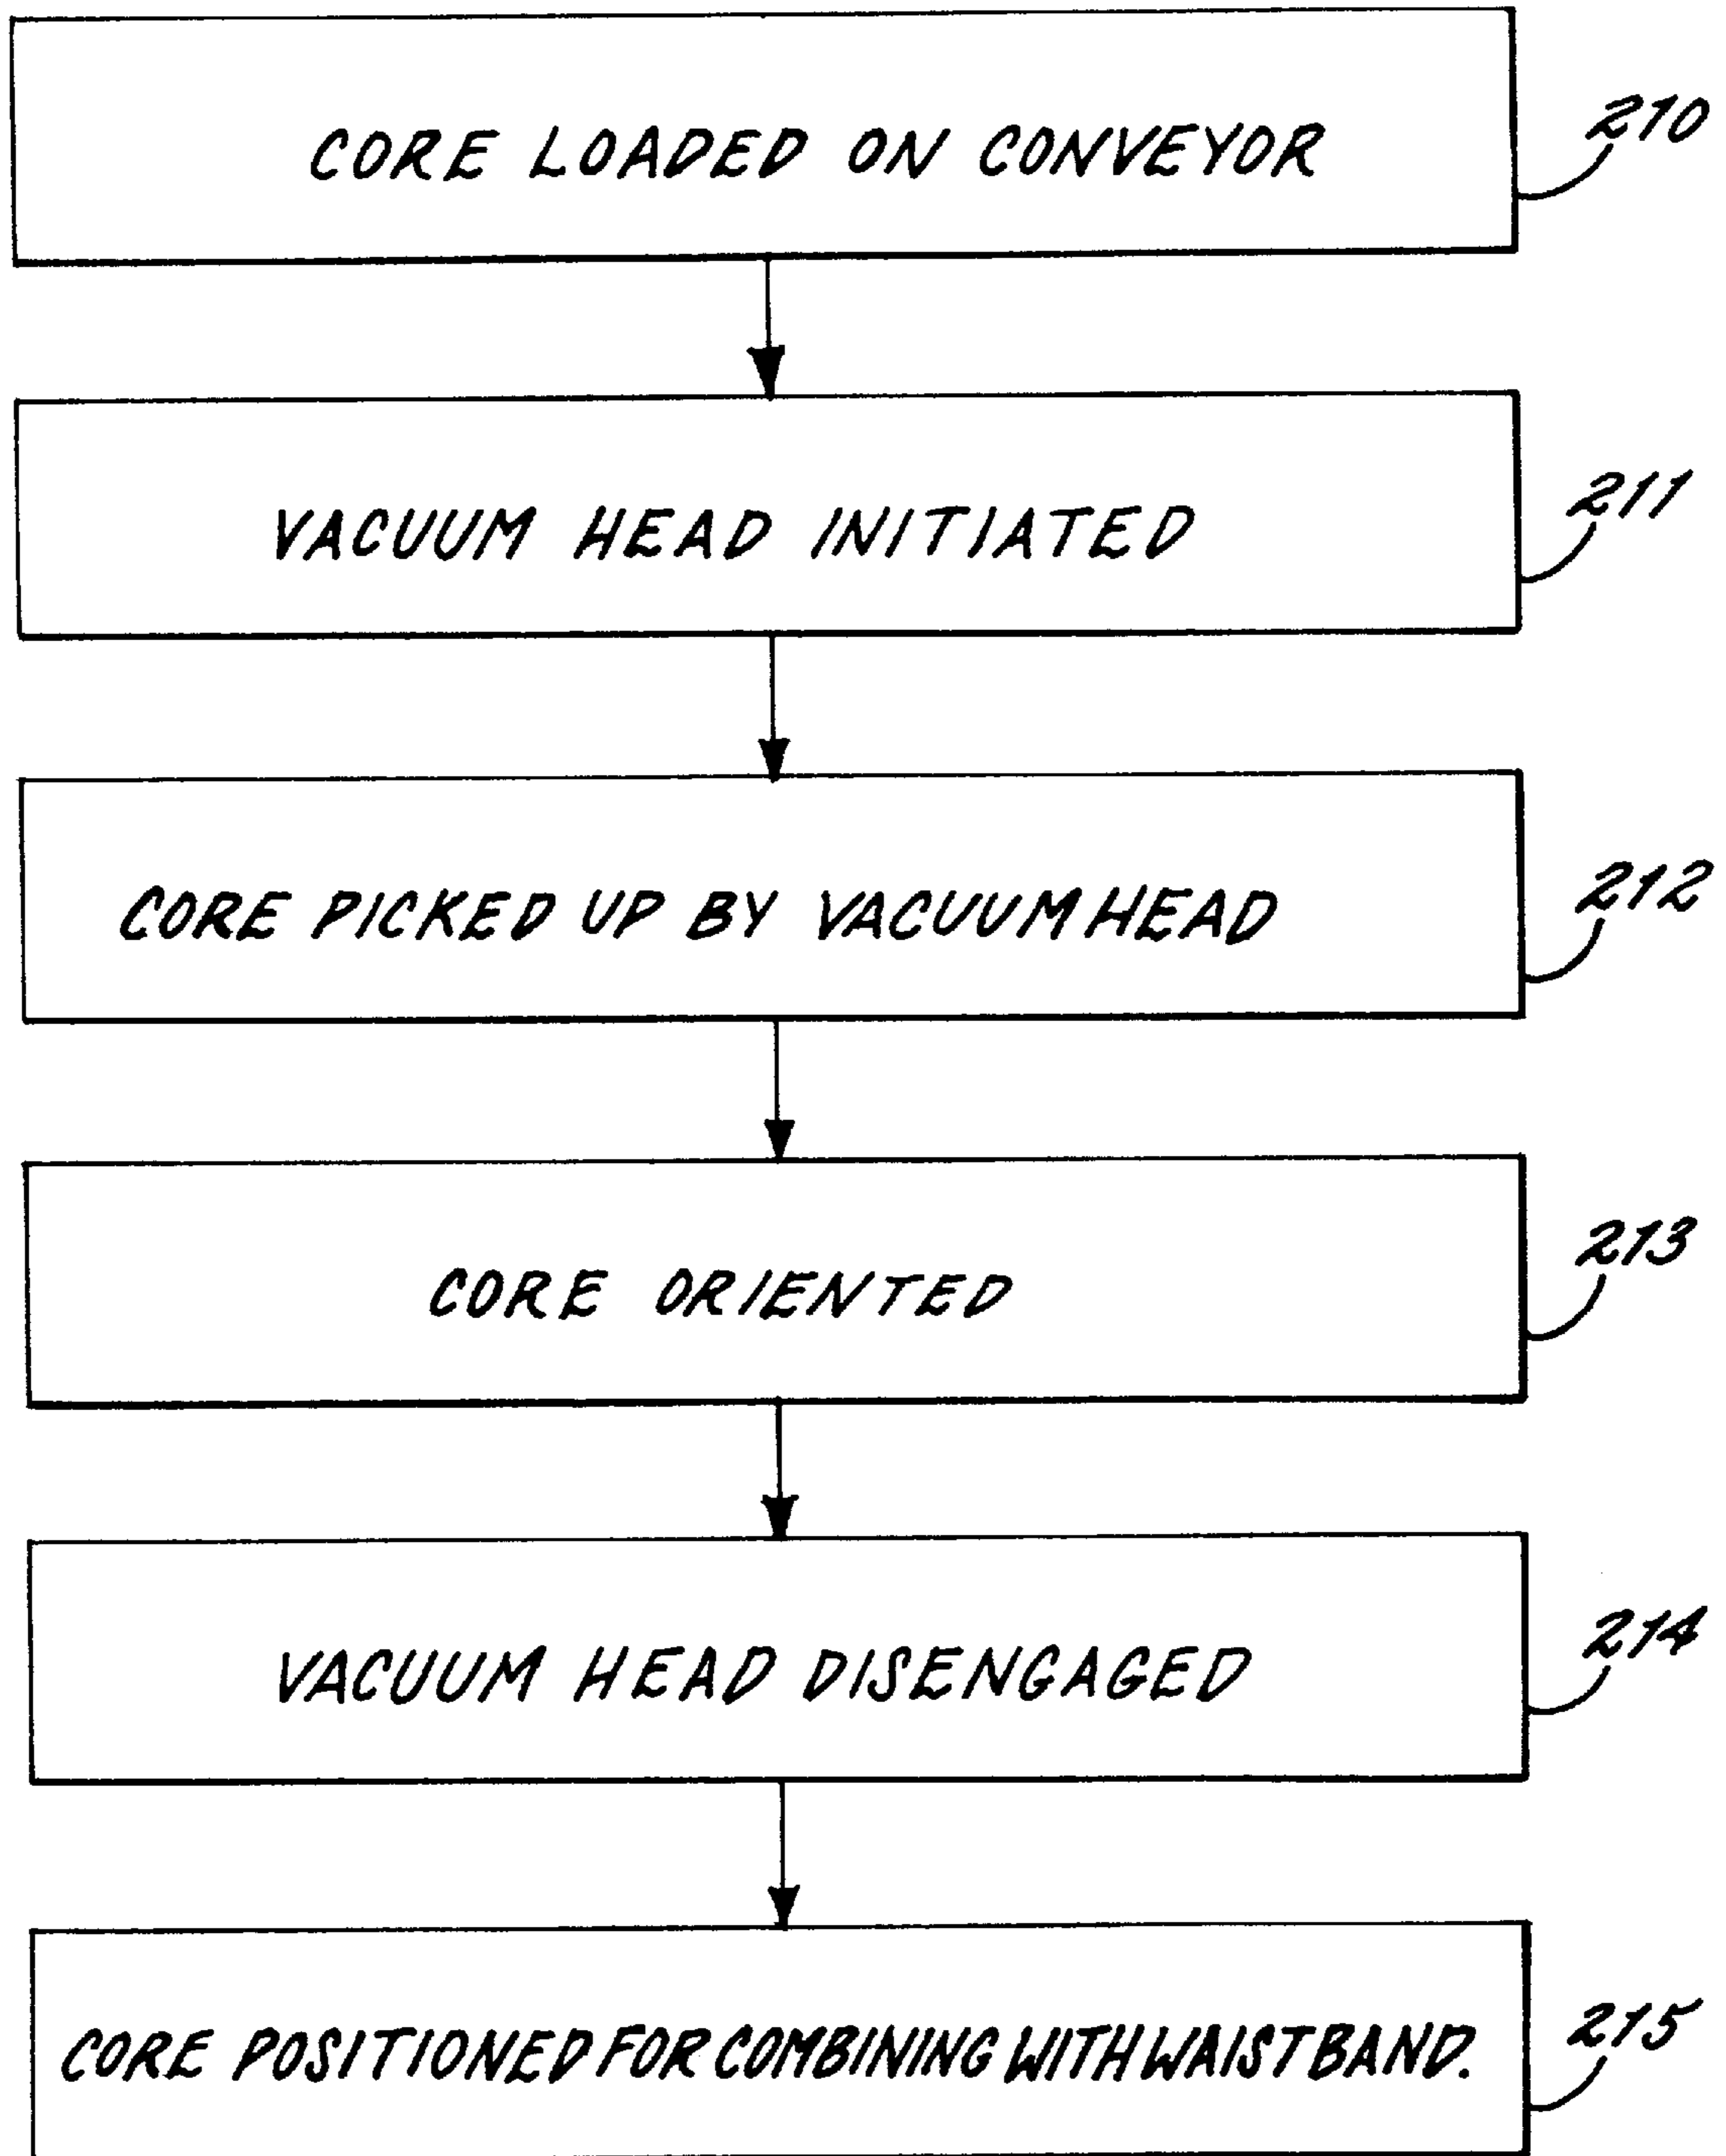 CORE LOADED ON CONVEYOR
210
VACUUM HEAD INITIATED
211
CORE PICKED UP BY VACUUM HEAD
212
CORE ORIENTED
213
VACUUM HEAD DISENGAGED
214
CORE POSITIONED FOR COMBINING WITH WAISTBAND.
215